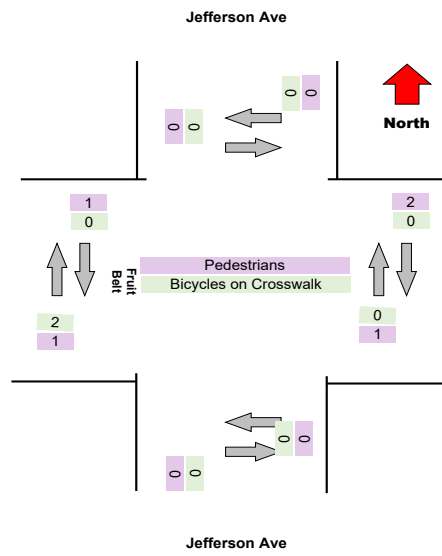 Jefferson Ave
0 0
0 0
North
1
0
2
0
Fruit
Belt
Pedestrians
Bicycles on Crosswalk
2
1
0
1
0 0
0 0
Jefferson Ave